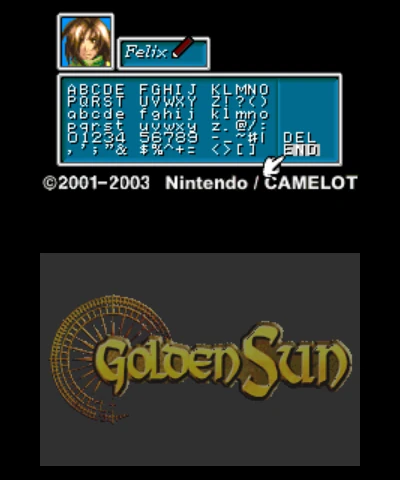 Felix
ABCDE FGHIJ KLMNO
PQRST UVWXY Z!?()
abcde fghij klmno
pqrst uvwxy z.@/;
01234 56789 -_~#|
,';"& $%^+= <>[]
DEL
END
©2001-2003 Nintendo / CAMELOT
GOLDEN SUN